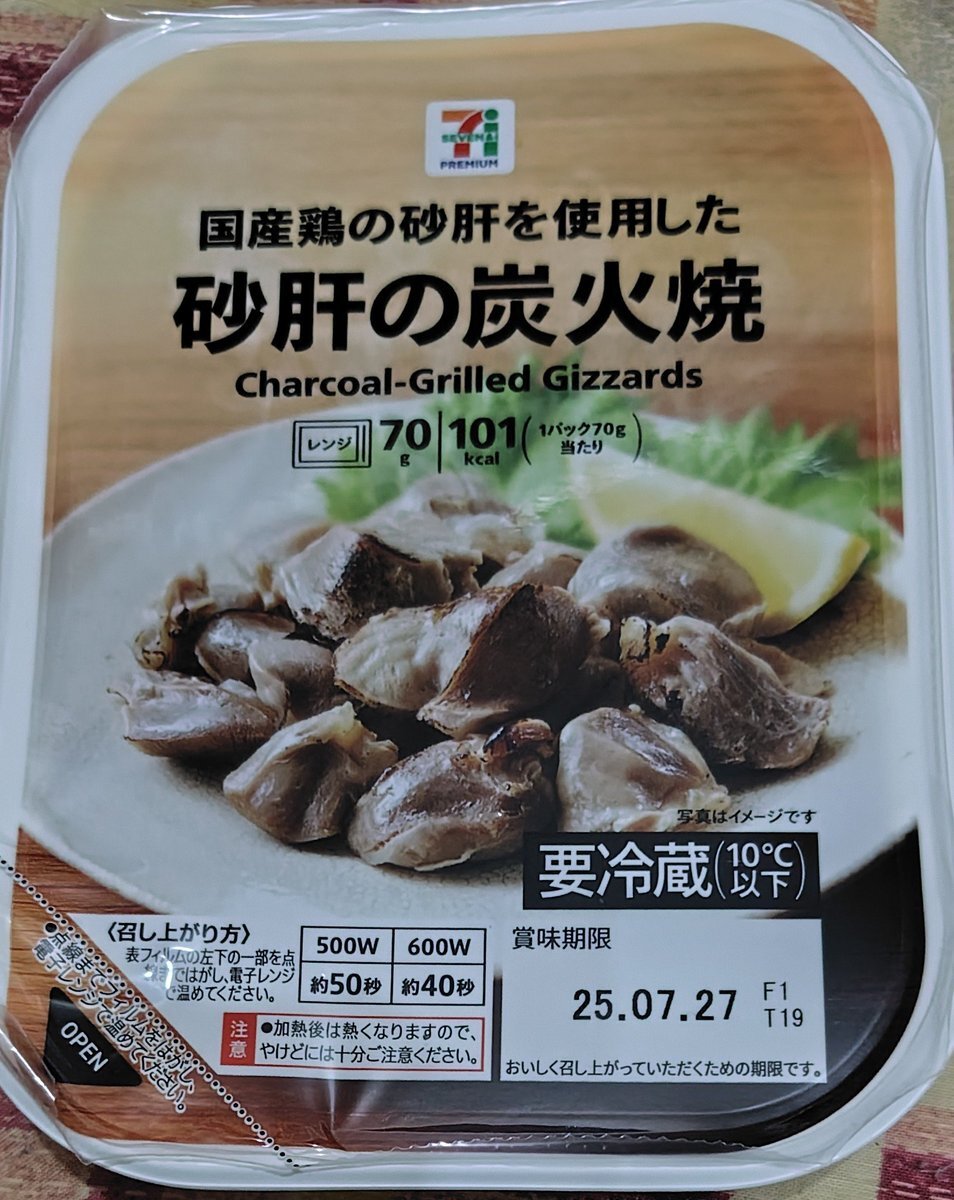 SEVEN&i
PREMIUM
国産鶏の砂肝を使用した
砂肝の炭火焼
Charcoal-Grilled Gizzards
レンジ 70g 101kcal (1パック70g当たり)
写真はイメージです
要冷蔵(10℃以下)
〈召し上がり方〉
表フィルムの左下の一部を点
線まではがし、電子レンジ
で温めてください。
500W 600W
約50秒 約40秒
注意
●加熱後は熱くなりますので、
やけどには十分ご注意ください。
賞味期限
25.07.27 F1
T19
おいしく召し上がっていただくための期限です。
●点線までフィルムをはがし、
電子レンジで温めてください。
OPEN